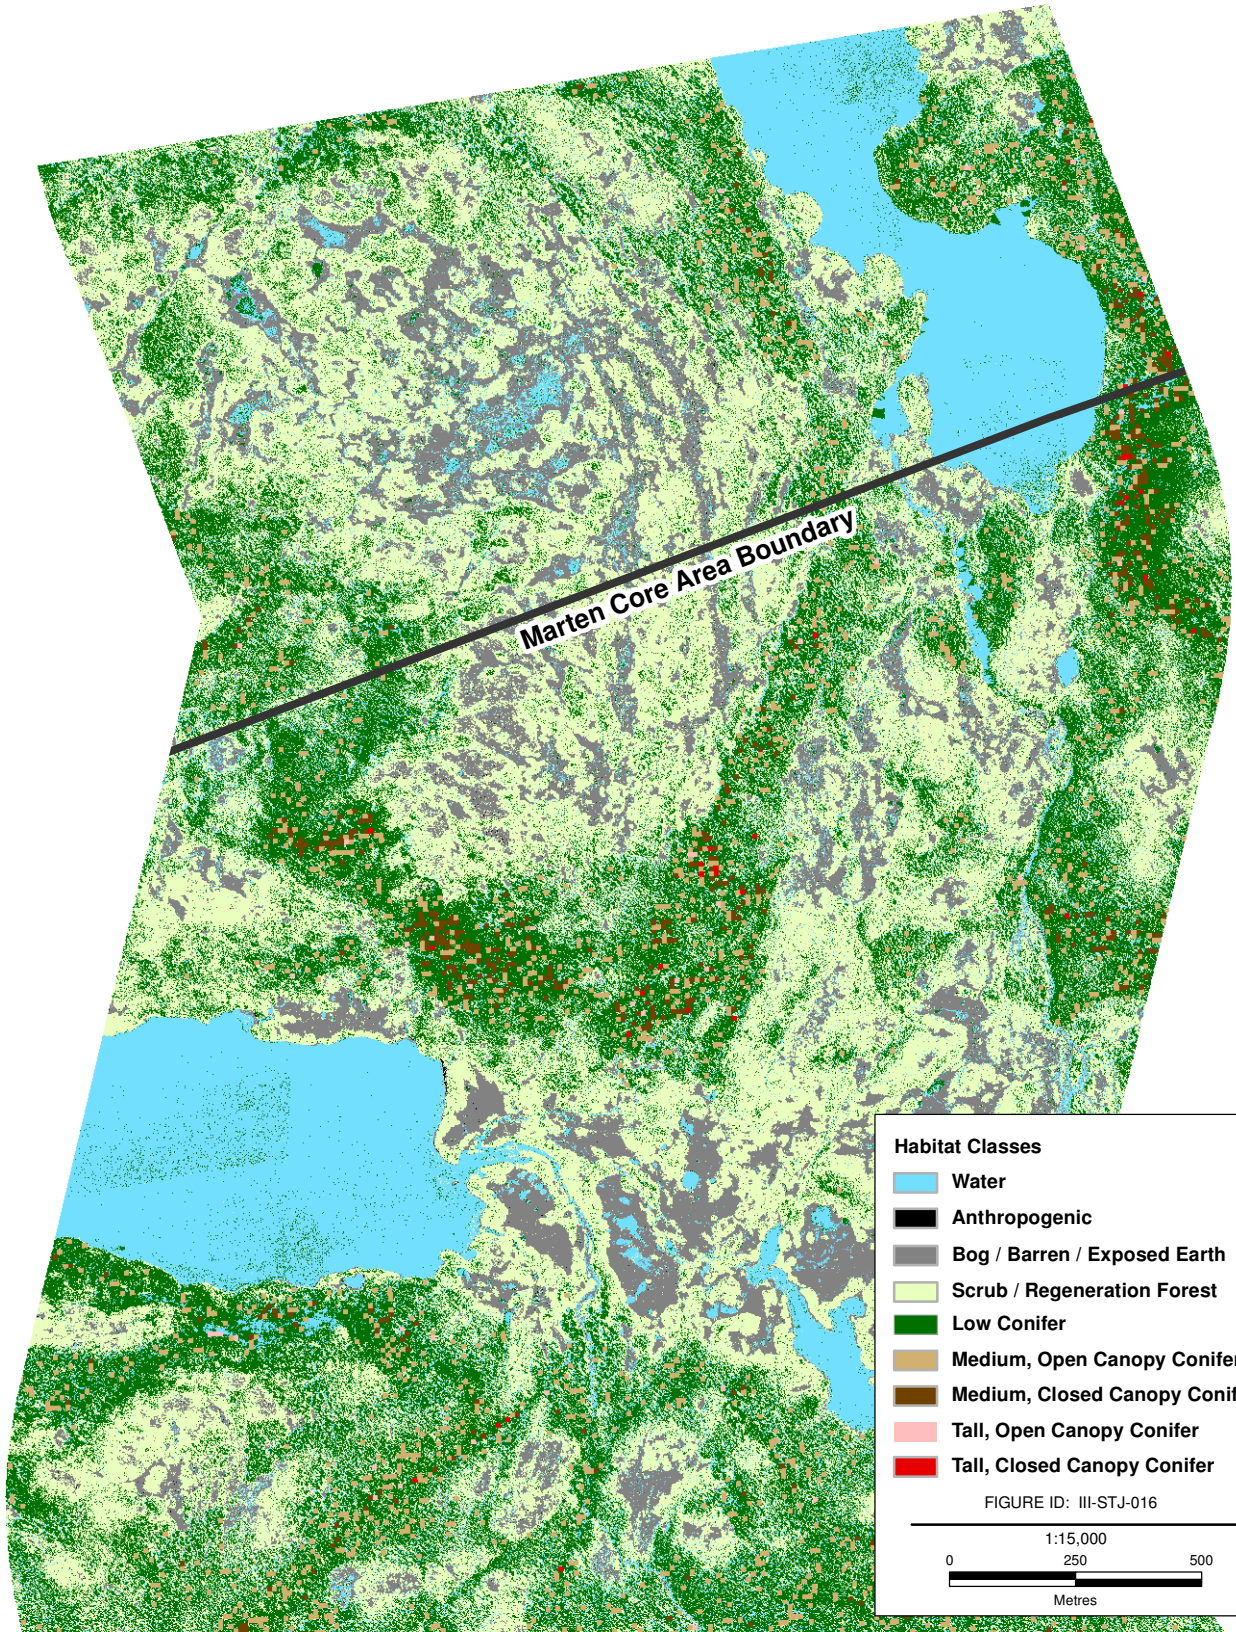 Marten Core Area Boundary
Habitat Classes
Water
Anthropogenic
Bog / Barren / Exposed Earth
Scrub / Regeneration Forest
Low Conifer
Medium, Open Canopy Conifer
Medium, Closed Canopy Conif
Tall, Open Canopy Conifer
Tall, Closed Canopy Conifer
FIGURE ID: III-STJ-016
1:15,000
0 250 500
Metres